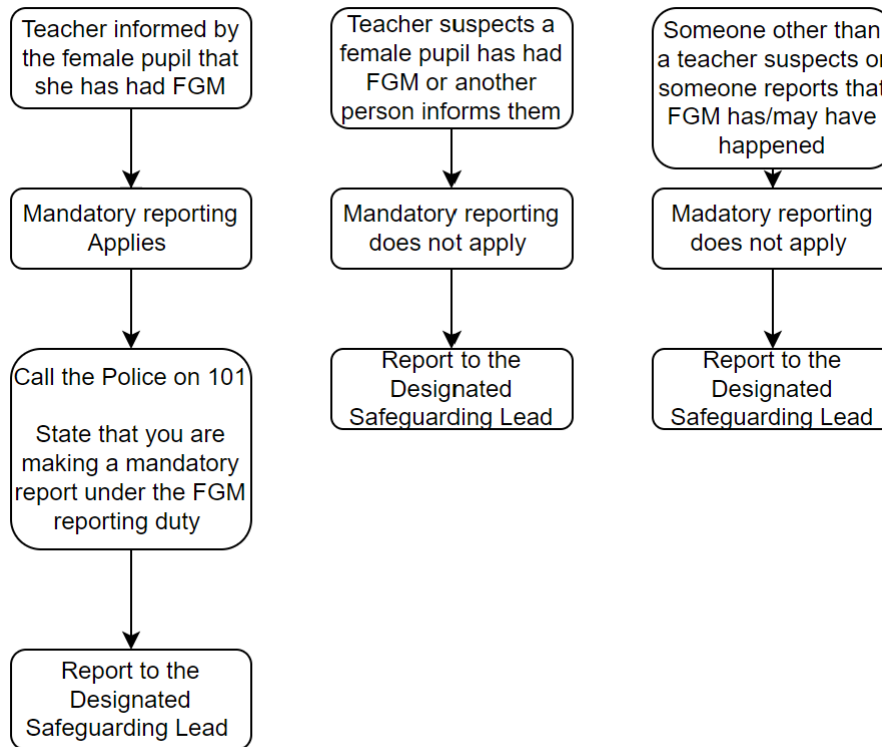 Teacher informed by
the female pupil that
she has had FGM
Mandatory reporting
Applies
Call the Police on 101
State that you are
making a mandatory
report under the FGM
reporting duty
Report to the
Designated
Safeguarding Lead
Teacher suspects a
female pupil has had
FGM or another
person informs them
Mandatory reporting
does not apply
Report to the
Designated
Safeguarding Lead
Someone other than
a teacher suspects or
someone reports that
FGM has/may have
happened
Madatory reporting
does not apply
Report to the
Designated
Safeguarding Lead